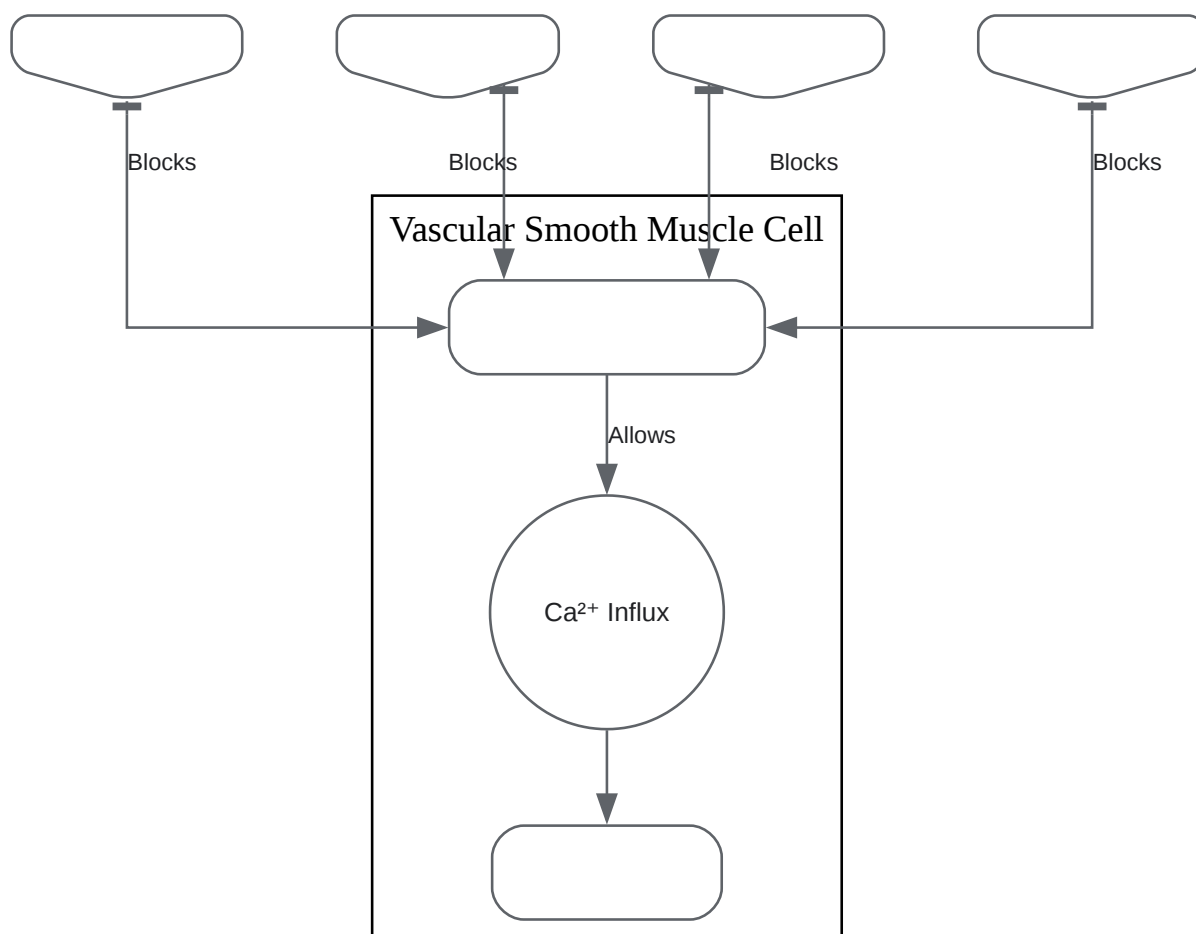 Blocks
Blocks
Blocks
Blocks
Vascular Smooth Muscle Cell
Allows
Ca²⁺ Influx